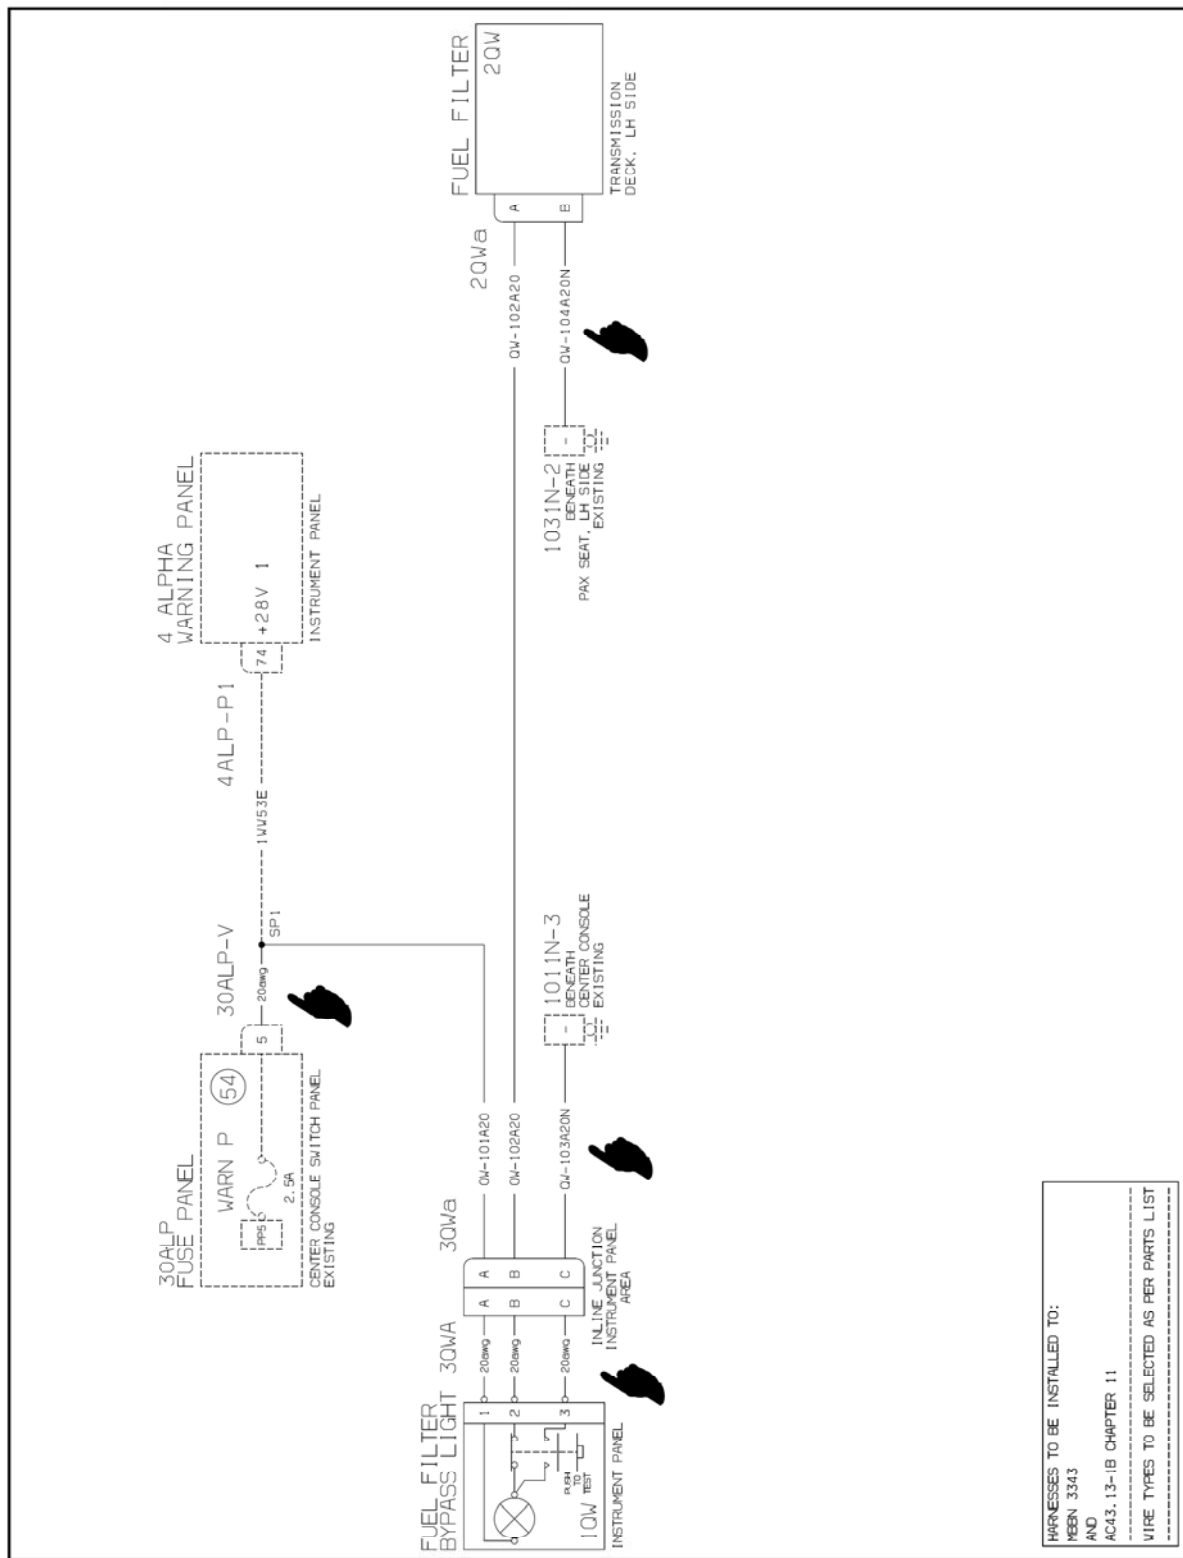 30ALP
FUSE PANEL
WARN P
54
PP5
2.5A
5
CENTER CONSOLE SWITCH PANEL
EXISTING
30ALP-V
20awg
SP1
1WW53E
4ALP-P1
4 ALPHA
WARNING PANEL
74
+28V 1
INSTRUMENT PANEL
FUEL FILTER
BYPASS LIGHT
1
2
3
PUSH
TO
TEST
1QW
INSTRUMENT PANEL
3QWA
20awg
20awg
20awg
A
B
C
A
B
C
3QWa
INLINE JUNCTION
INSTRUMENT PANEL
AREA
QW-101A20
QW-102A20
QW-103A20N
1011N-3
BENEATH
CENTER CONSOLE
EXISTING
-
1031N-2
BENEATH
PAX SEAT, LH SIDE
EXISTING
-
QW-102A20
QW-104A20N
2QWa
A
B
FUEL FILTER
2QW
TRANSMISSION
DECK, LH SIDE
HARNESSES TO BE INSTALLED TO:
MBBN 3343
AND
AC43.13-1B CHAPTER 11
WIRE TYPES TO BE SELECTED AS PER PARTS LIST